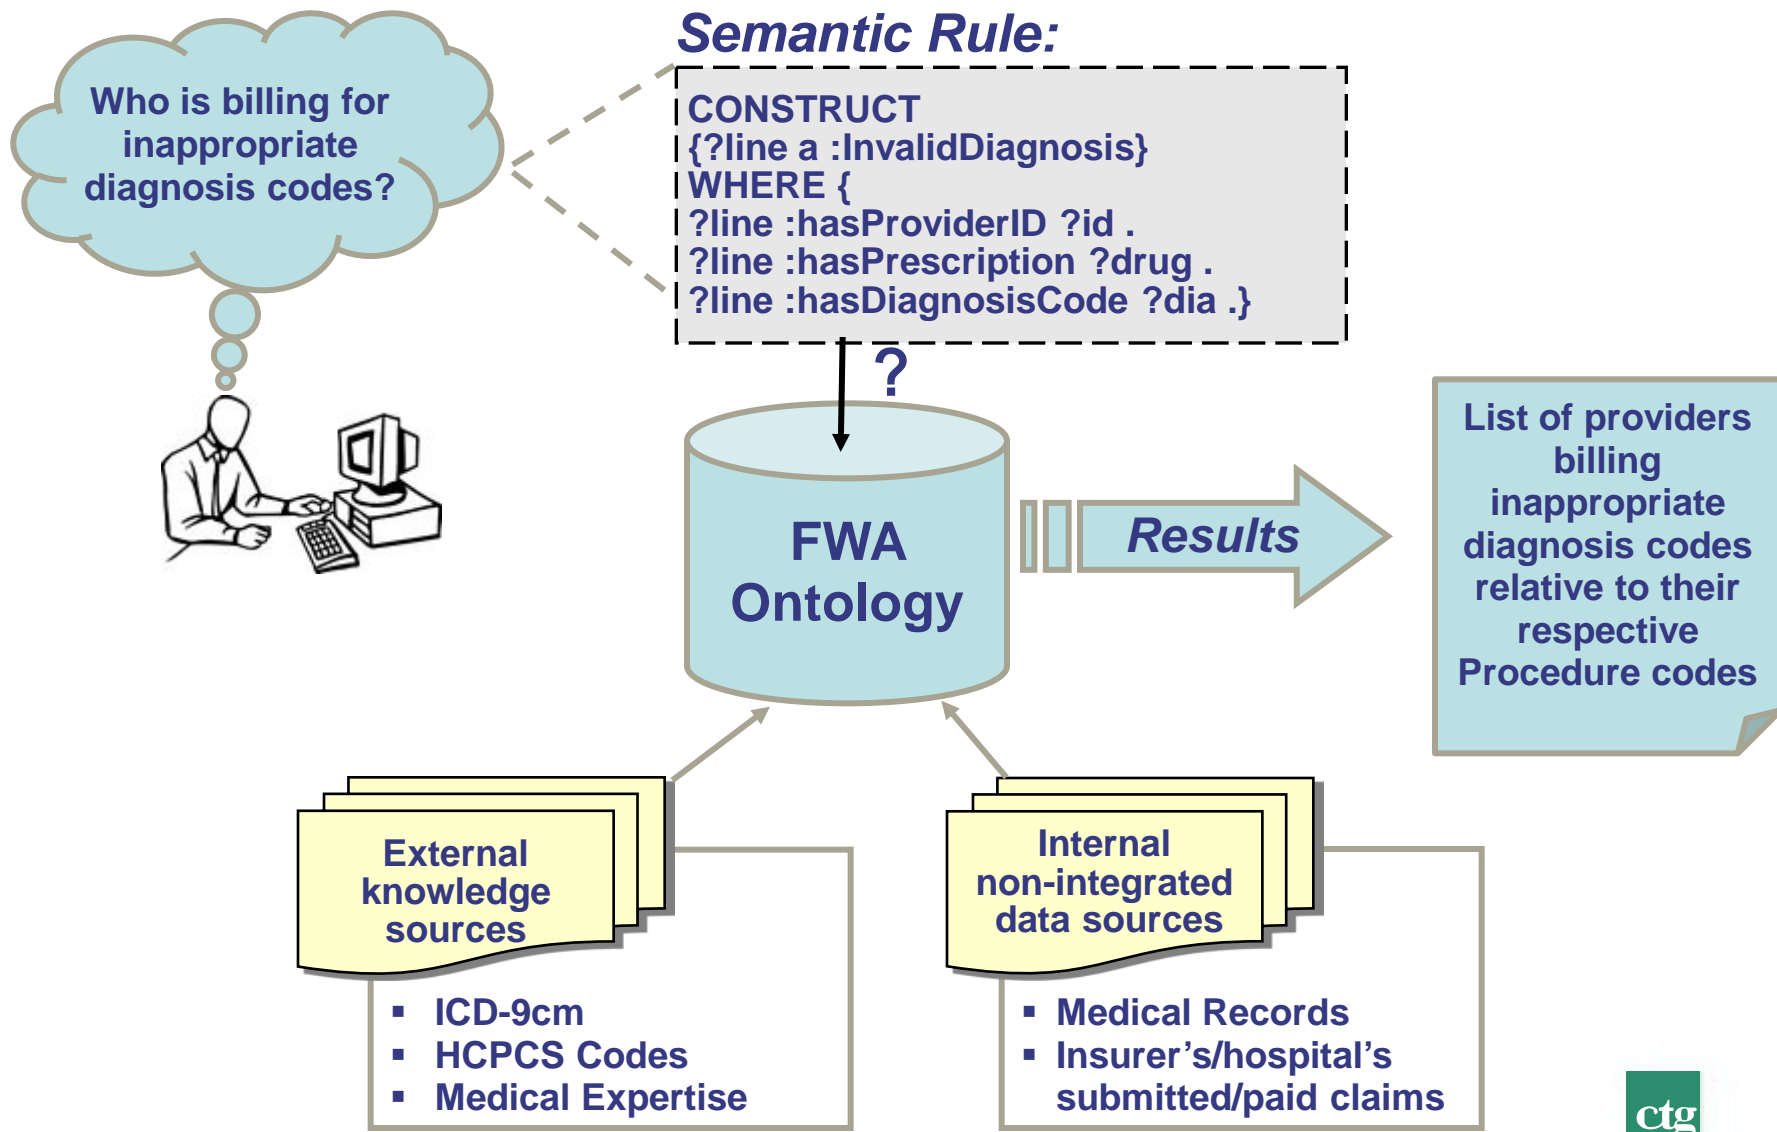 Semantic Rule:
Who is billing for
inappropriate
diagnosis codes?
CONSTRUCT
{?line a :InvalidDiagnosis}
WHERE {
?line :hasProviderID ?id .
?line :hasPrescription ?drug .
?line :hasDiagnosisCode ?dia .}
?
FWA
Ontology
Results
List of providers
billing
inappropriate
diagnosis codes
relative to their
respective
Procedure codes
External
knowledge
sources
▪ ICD-9cm
▪ HCPCS Codes
▪ Medical Expertise
Internal
non-integrated
data sources
▪ Medical Records
▪ Insurer’s/hospital’s
submitted/paid claims
ctg